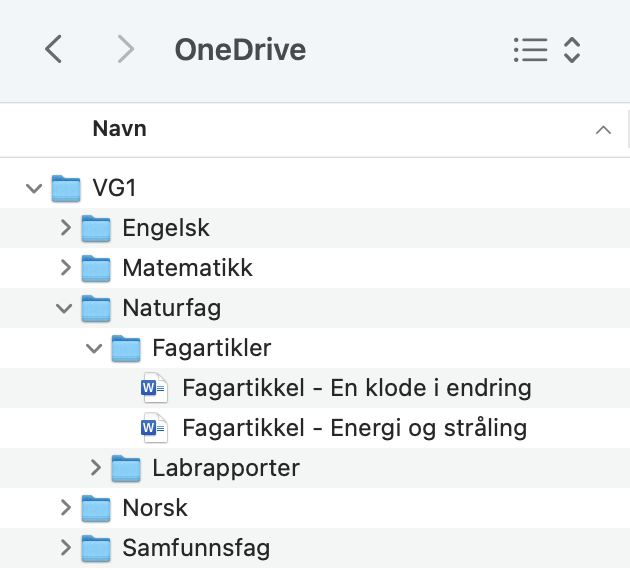 OneDrive
Navn
VG1
Engelsk
Matematikk
Naturfag
Fagartikler
Fagartikkel - En klode i endring
Fagartikkel - Energi og stråling
Labrapporter
Norsk
Samfunnsfag